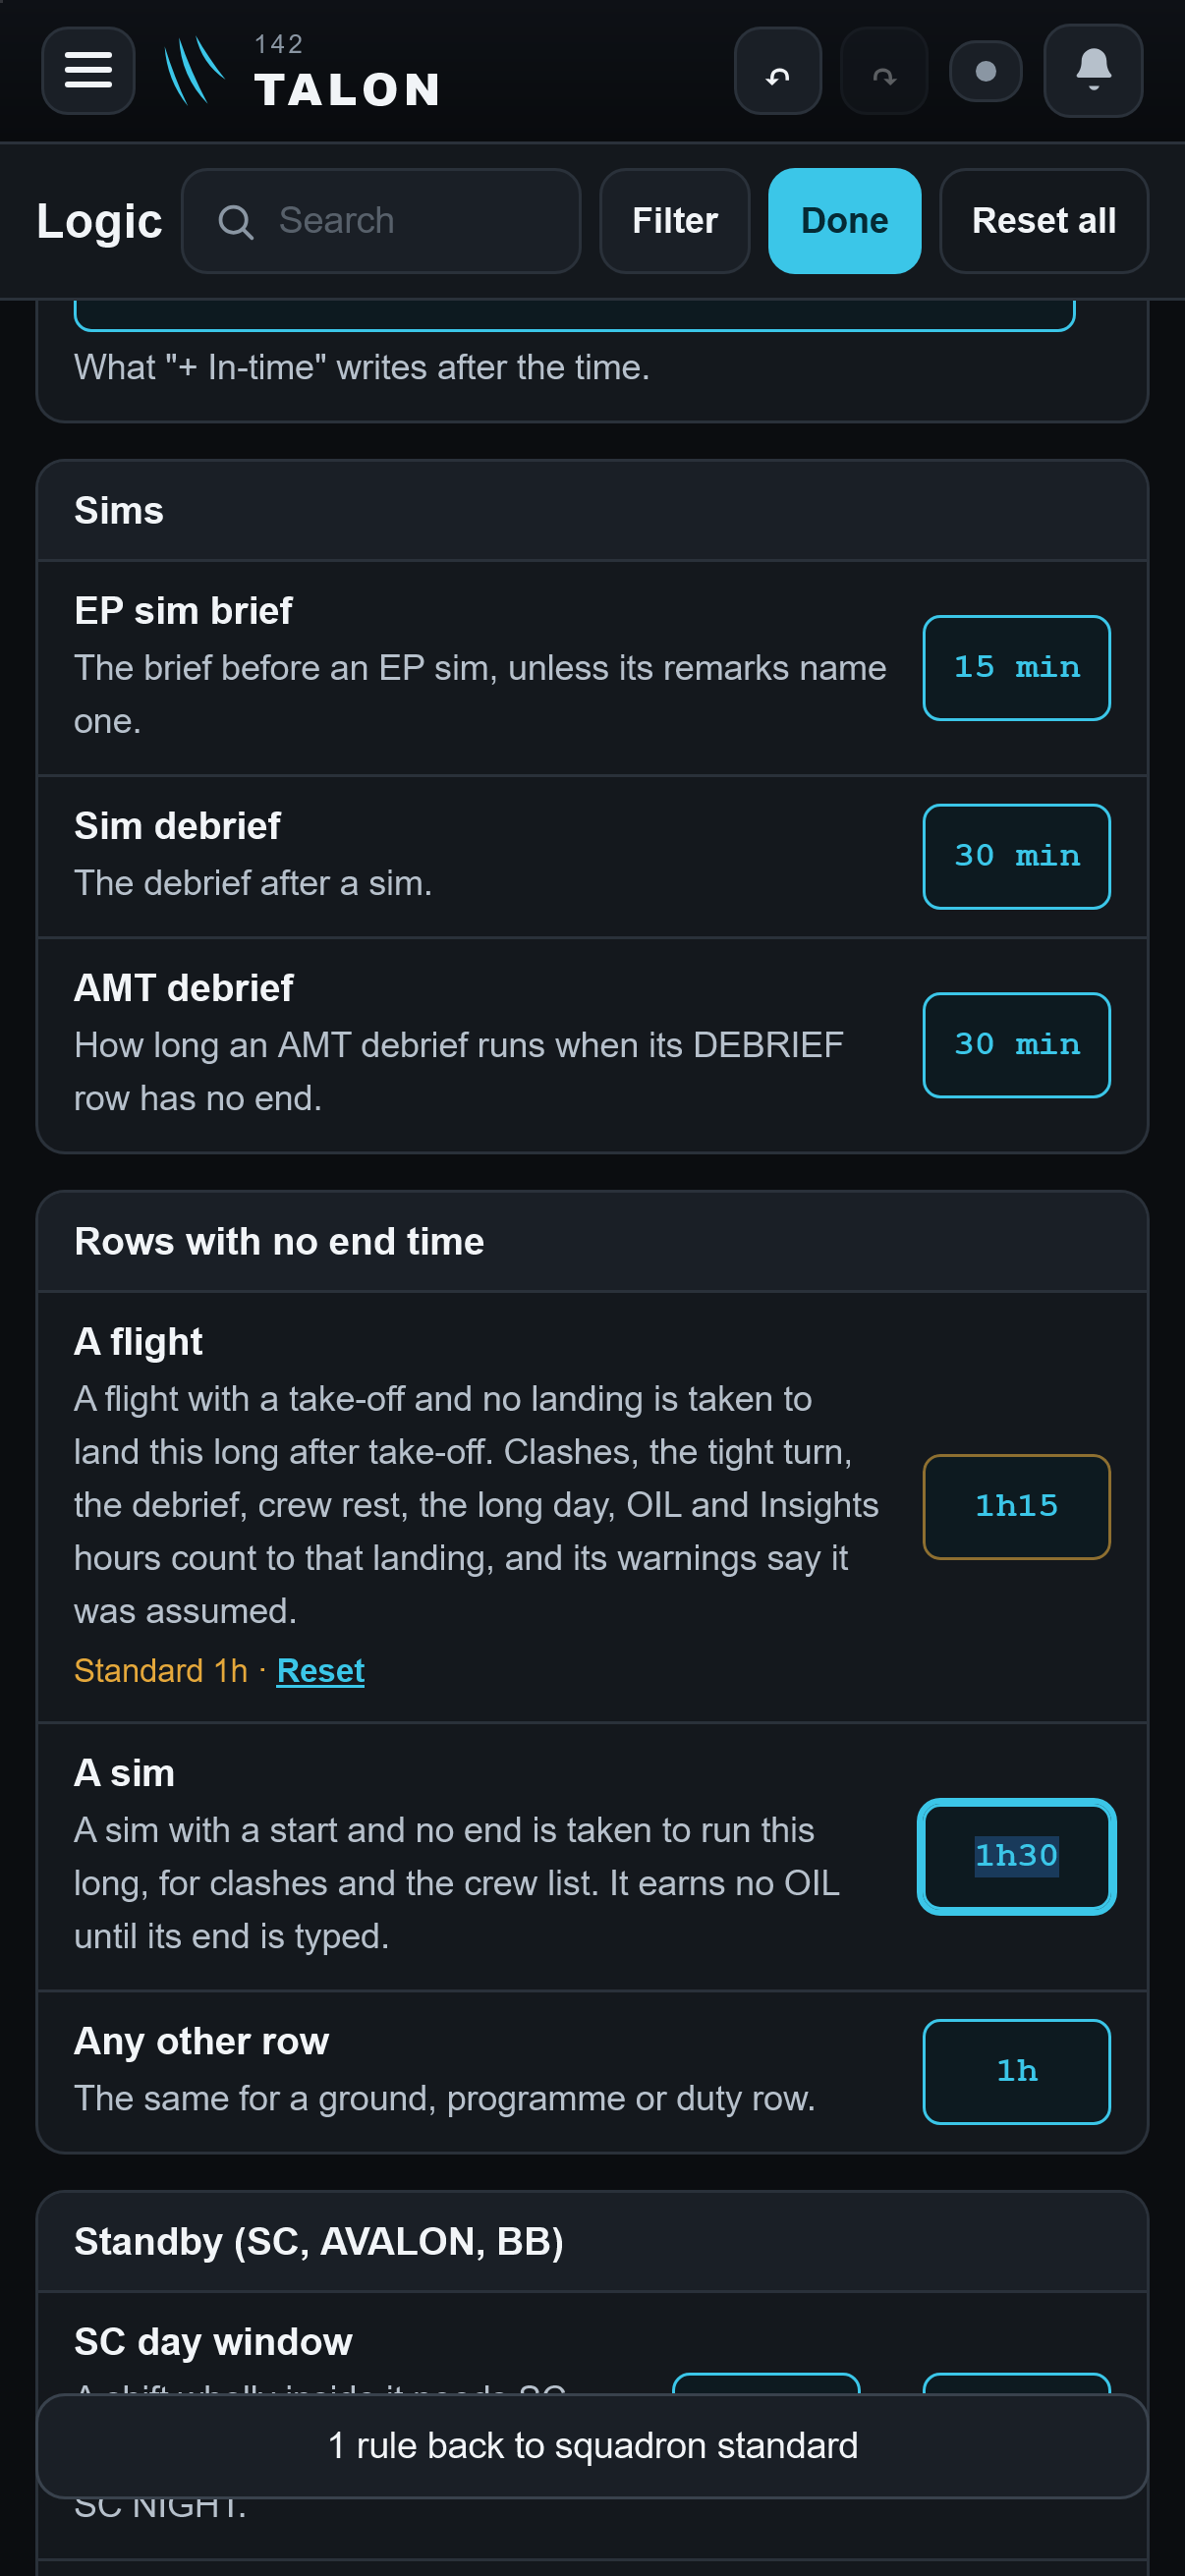 142
TALON
Logic
Search
Filter
Done
Reset all
What "+ In-time" writes after the time.
Sims
EP sim brief
The brief before an EP sim, unless its remarks name
one.
15 min
Sim debrief
The debrief after a sim.
30 min
AMT debrief
How long an AMT debrief runs when its DEBRIEF
row has no end.
30 min
Rows with no end time
A flight
A flight with a take-off and no landing is taken to
land this long after take-off. Clashes, the tight turn,
the debrief, crew rest, the long day, OIL and Insights
hours count to that landing, and its warnings say it
was assumed.
1h15
Standard 1h · Reset
A sim
A sim with a start and no end is taken to run this
long, for clashes and the crew list. It earns no OIL
until its end is typed.
1h30
Any other row
The same for a ground, programme or duty row.
1h
Standby (SC, AVALON, BB)
SC day window
A shift wholly inside it needs SC
1 rule back to squadron standard
SC NIGHT.